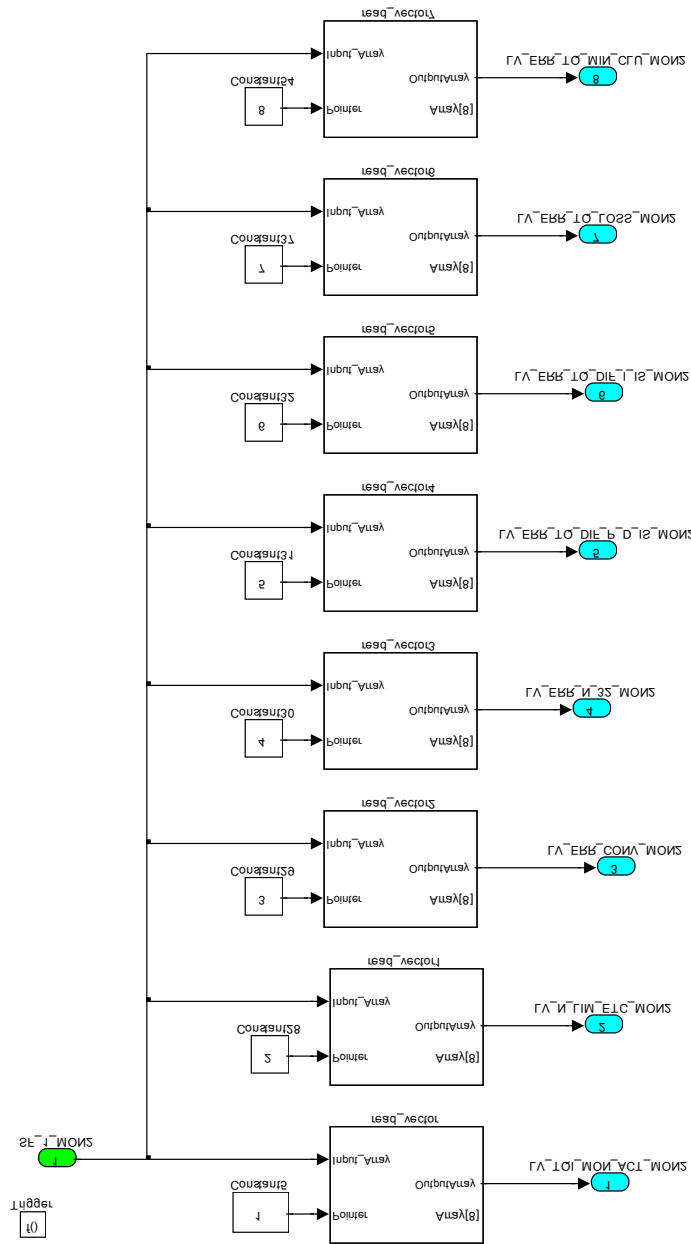 read_vector7
Input_Array
LV_ERR_TQ_MIN_CLU_MON2
OutputArray
8
Constant54
8
Pointer
Array[8]
read_vector6
Input_Array
LV_ERR_TQ_LOSS_MON2
OutputArray
7
Constant37
7
Pointer
Array[8]
read_vector5
Input_Array
LV_ERR_TQ_DIF_I_IS_MON2
OutputArray
6
Constant32
6
Pointer
Array[8]
read_vector4
Input_Array
LV_ERR_TQ_DIF_P_D_IS_MON2
OutputArray
5
Constant31
5
Pointer
Array[8]
read_vector3
Input_Array
LV_ERR_N_32_MON2
OutputArray
4
Constant30
4
Pointer
Array[8]
read_vector2
Input_Array
LV_ERR_CONV_MON2
OutputArray
3
Constant29
3
Pointer
Array[8]
read_vector1
Input_Array
LV_N_LIM_ETC_MON2
OutputArray
2
Constant28
2
Pointer
Array[8]
read_vector
SF_1_MON2
1
Input_Array
LV_TQI_MON_ACT_MON2
OutputArray
1
Constant5
1
Pointer
Array[8]
Trigger
f()